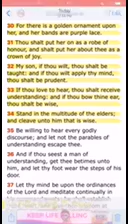 30 For there is a golden ornament upon
her, and her bands are purple lace.
31 Thou shalt put her on as a robe of
honour, and shalt put her about thee as a
crown of joy.
32 My son, if thou wilt, thou shalt be
taught: and if thou wilt apply thy mind,
thou shalt be prudent.
33 If thou love to hear, thou shalt receive
understanding: and if thou bow thine ear,
thou shalt be wise,
34 Stand in the multitude of the elders;
and cleave unto him that is wise.
35 Be willing to hear every godly
discourse; and let not the parables of
understanding escape thee.
36 And if thou seest a man of
understanding, get thee betimes unto
him, and let thy foot wear the steps of his
door.
37 Let thy mind be upon the ordinances
of the Lord and meditate continually in
KEEP LIFE